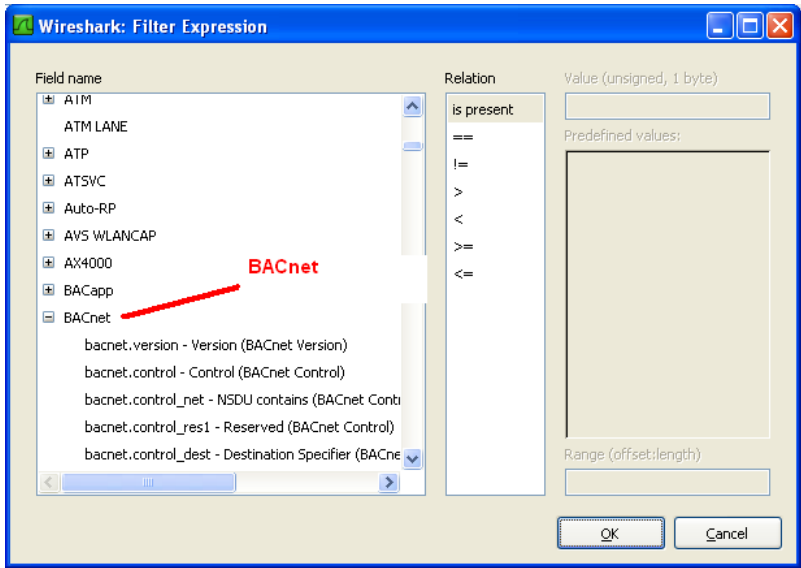 Wireshark: Filter Expression
Field name
ATM
ATM LANE
ATP
ATSVC
Auto-RP
AVS WLANCAP
AX4000
BACapp
BACnet
bacnet.version - Version (BACnet Version)
bacnet.control - Control (BACnet Control)
bacnet.control_net - NSDU contains (BACnet Contr
bacnet.control_res1 - Reserved (BACnet Control)
bacnet.control_dest - Destination Specifier (BACne
BACnet
Relation
is present
==
!=
>
<
>=
<=
Value (unsigned, 1 byte)
Predefined values:
Range (offset:length)
OK
Cancel